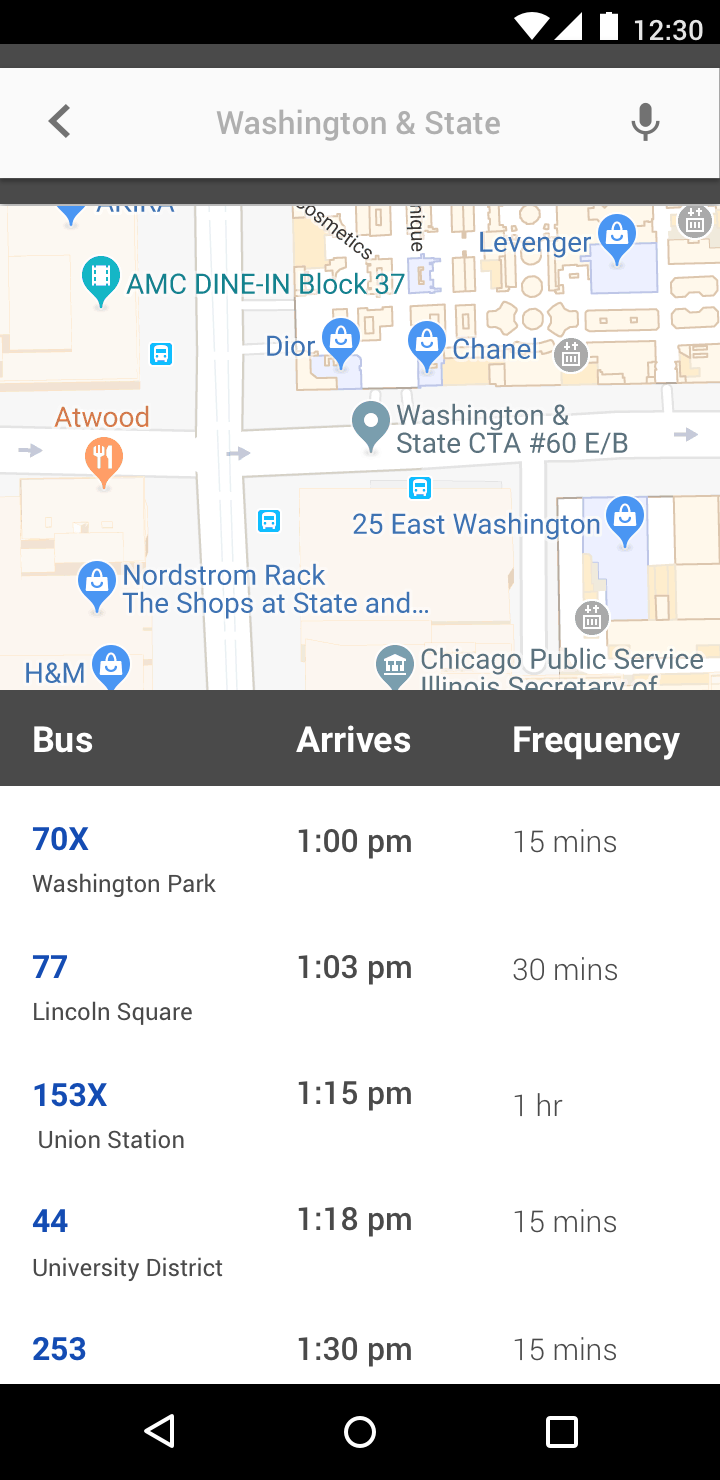 12:30
Washington & State
AKIRA
cosmetics
nique
Levenger
AMC DINE-IN Block 37
Dior
Chanel
Atwood
Washington &
State CTA #60 E/B
25 East Washington
Nordstrom Rack
The Shops at State and...
H&M
Chicago Public Service
Illinois Secretary of
Bus Arrives Frequency
70X 1:00 pm 15 mins
Washington Park
77 1:03 pm 30 mins
Lincoln Square
153X 1:15 pm 1 hr
Union Station
44 1:18 pm 15 mins
University District
253 1:30 pm 15 mins